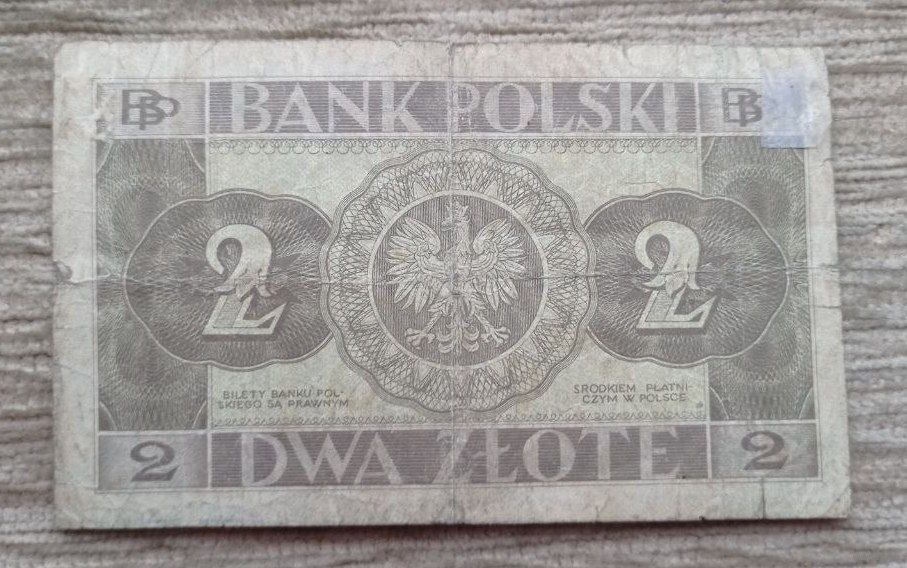 BP BANK POLSKI BP
2 2
BILETY BANKU POL-
SKIEGO SĄ PRAWNYM
ŚRODKIEM PŁATNI-
CZYM W POLSCE
2 DWA ZŁOTE 2